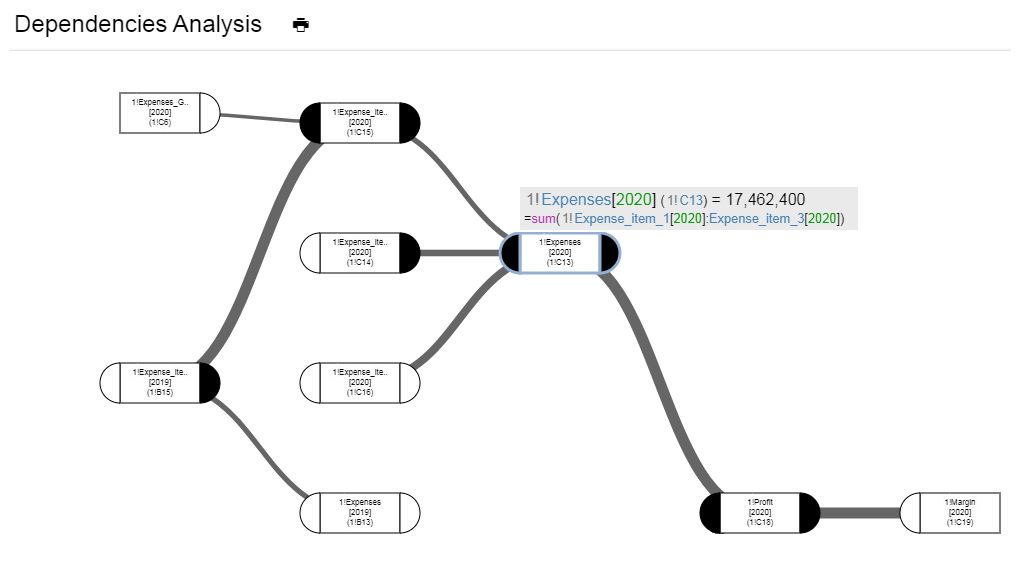 Dependencies Analysis
1!Expenses_G..
[2020]
(1!C6)
1!Expense_ite..
[2020]
(1!C15)
1!Expenses[2020] (1!C13) = 17,462,400
=sum(1!Expense_item_1[2020]:Expense_item_3[2020])
1!Expense_ite..
[2020]
(1!C14)
1!Expenses
[2020]
(1!C13)
1!Expense_ite..
[2019]
(1!B15)
1!Expense_ite..
[2020]
(1!C16)
1!Expenses
[2019]
(1!B13)
1!Profit
[2020]
(1!C18)
1!Margin
[2020]
(1!C19)